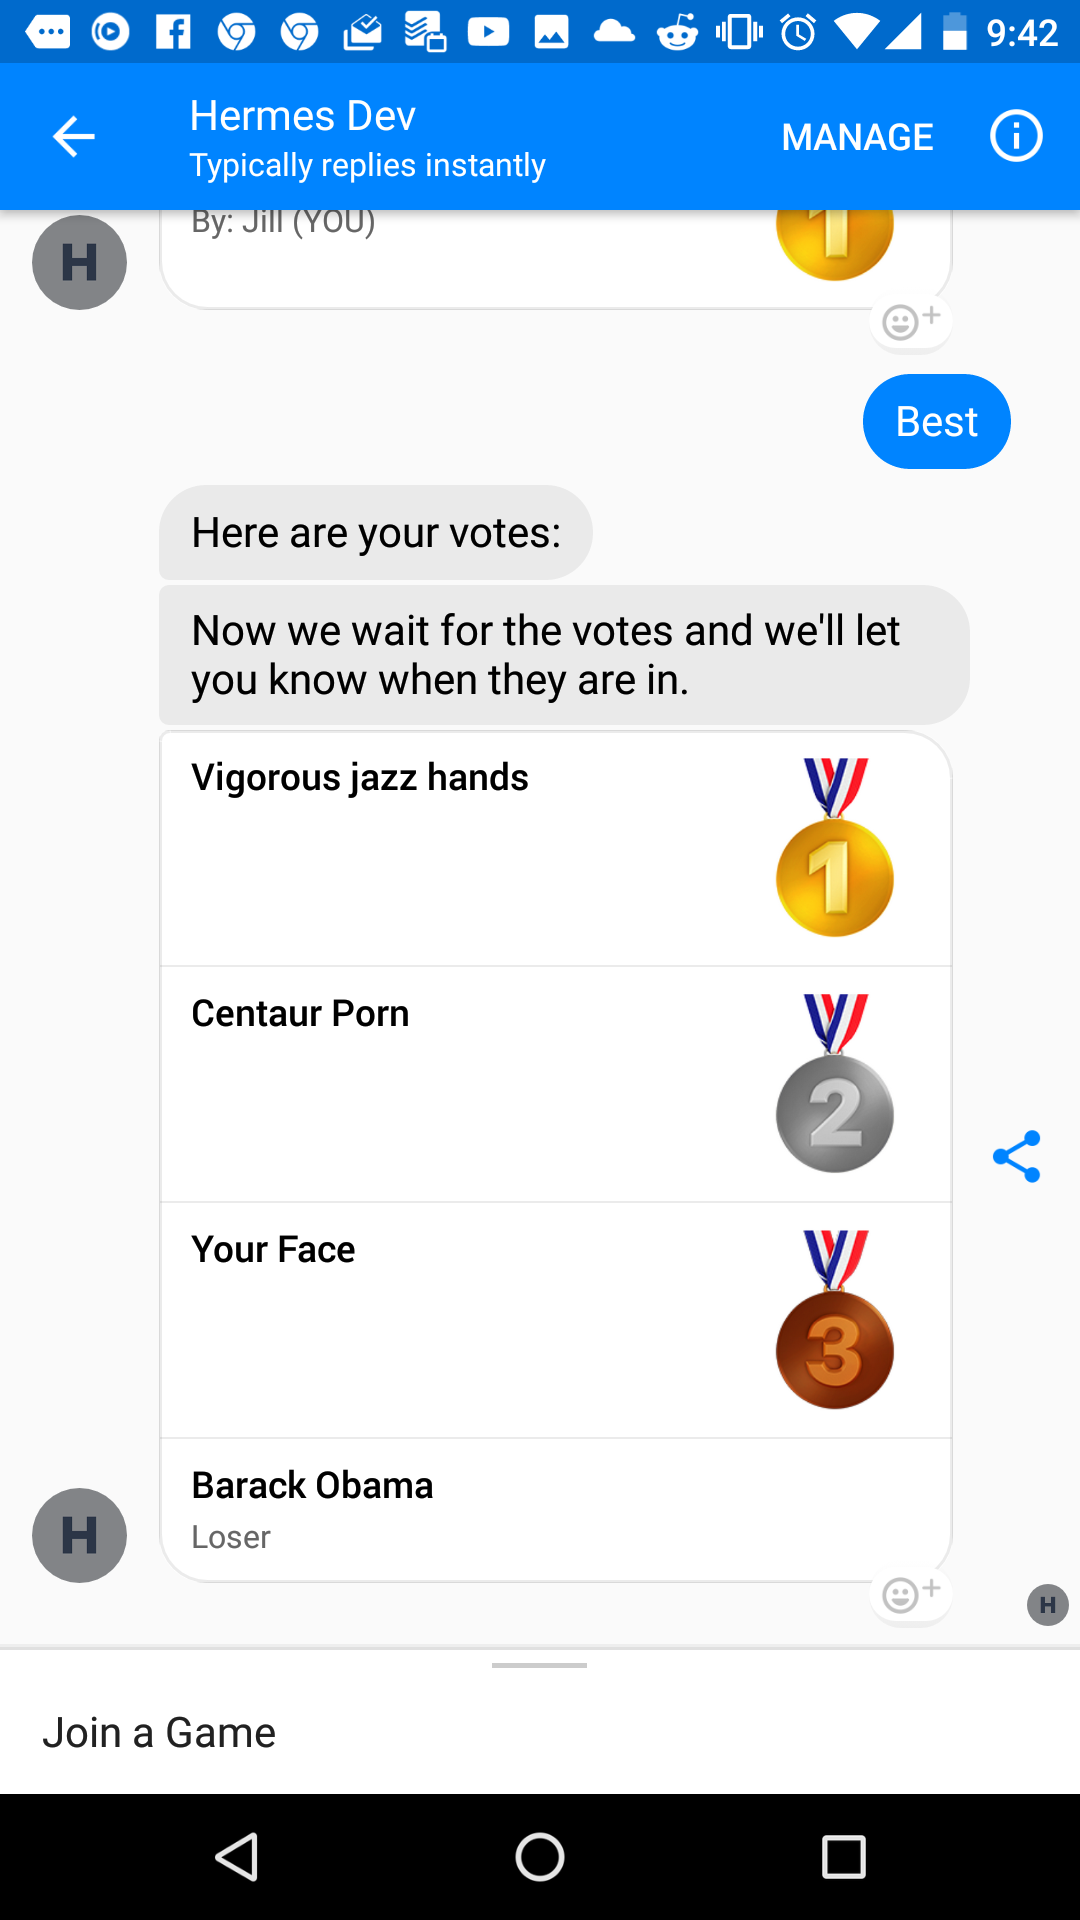 9:42
Hermes Dev
Typically replies instantly
MANAGE
By: Jill (YOU)
1
H
Best
Here are your votes:
Now we wait for the votes and we'll let
you know when they are in.
Vigorous jazz hands
1
Centaur Porn
2
Your Face
3
Barack Obama
Loser
H
H
Join a Game